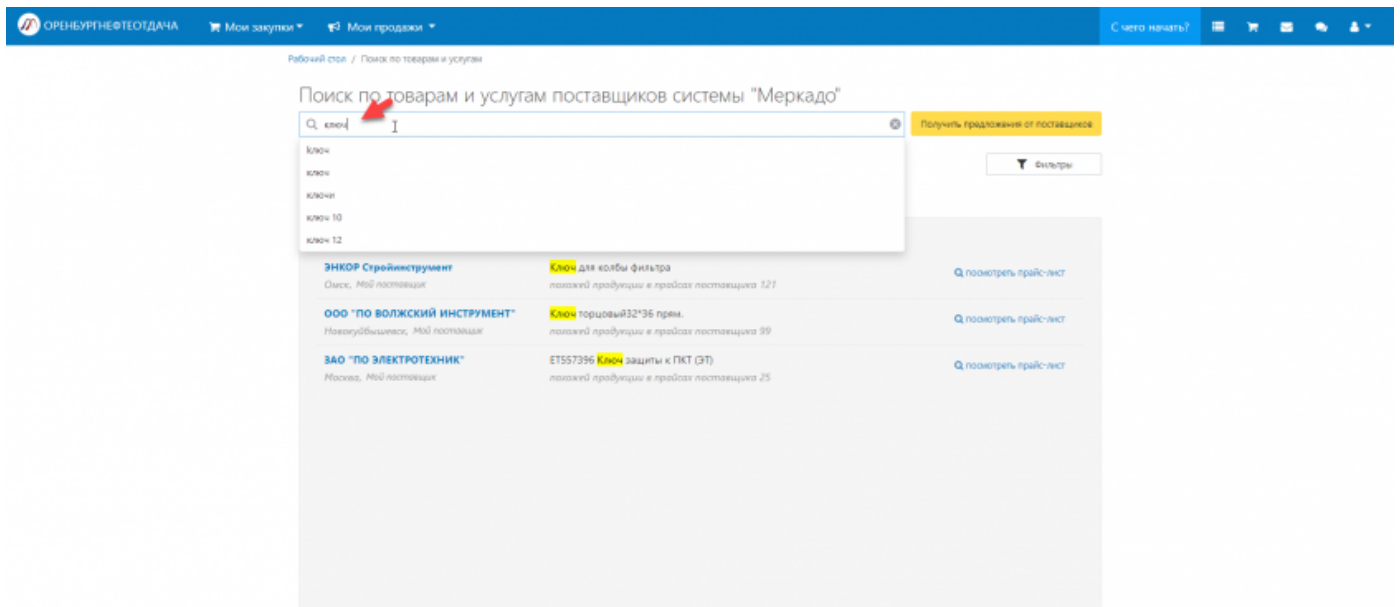 ОРЕНБУРГНЕФТЕОТДАЧА Мои закупки Мои продажи С чего начать?
Рабочий стол / Поиск по товарам и услугам
Поиск по товарам и услугам поставщиков системы "Меркадо"
ключ Получить предложения от поставщиков
ключ
Фильтры
ключ
ключи
ключ 10
ключ 12
ЭНКОР Стройинструмент Ключ для колбы фильтра посмотреть прайс-лист
Омск, Мой поставщик похожей продукции в прайсах поставщика 121
ООО "ПО ВОЛЖСКИЙ ИНСТРУМЕНТ" Ключ торцовый32*36 прям. посмотреть прайс-лист
Новокуйбышевск, Мой поставщик похожей продукции в прайсах поставщика 99
ЗАО "ПО ЭЛЕКТРОТЕХНИК" ET557396 Ключ защиты к ПКТ (ЭТ) посмотреть прайс-лист
Москва, Мой поставщик похожей продукции в прайсах поставщика 25